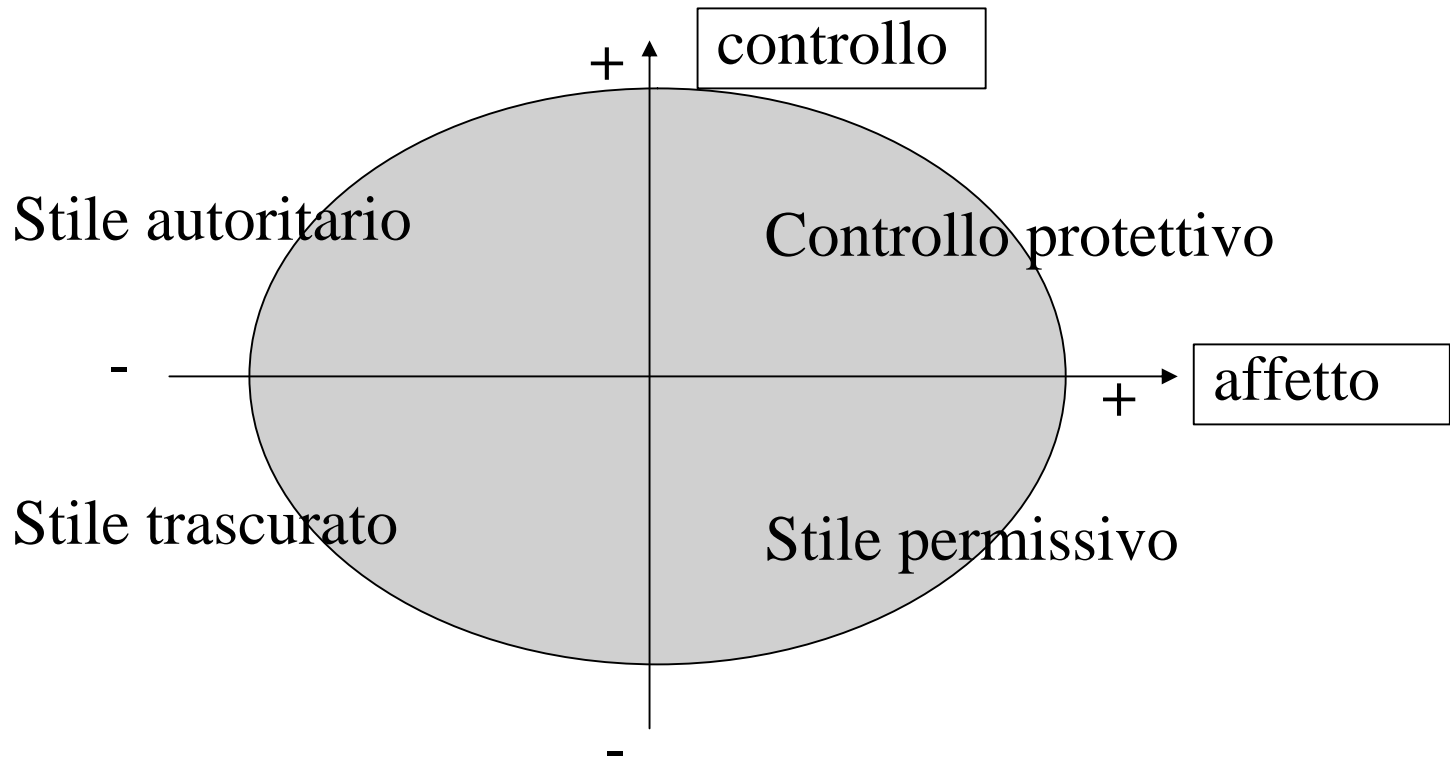 +
controllo
Stile autoritario
Controllo protettivo
-
affetto
+
Stile trascurato
Stile permissivo
-